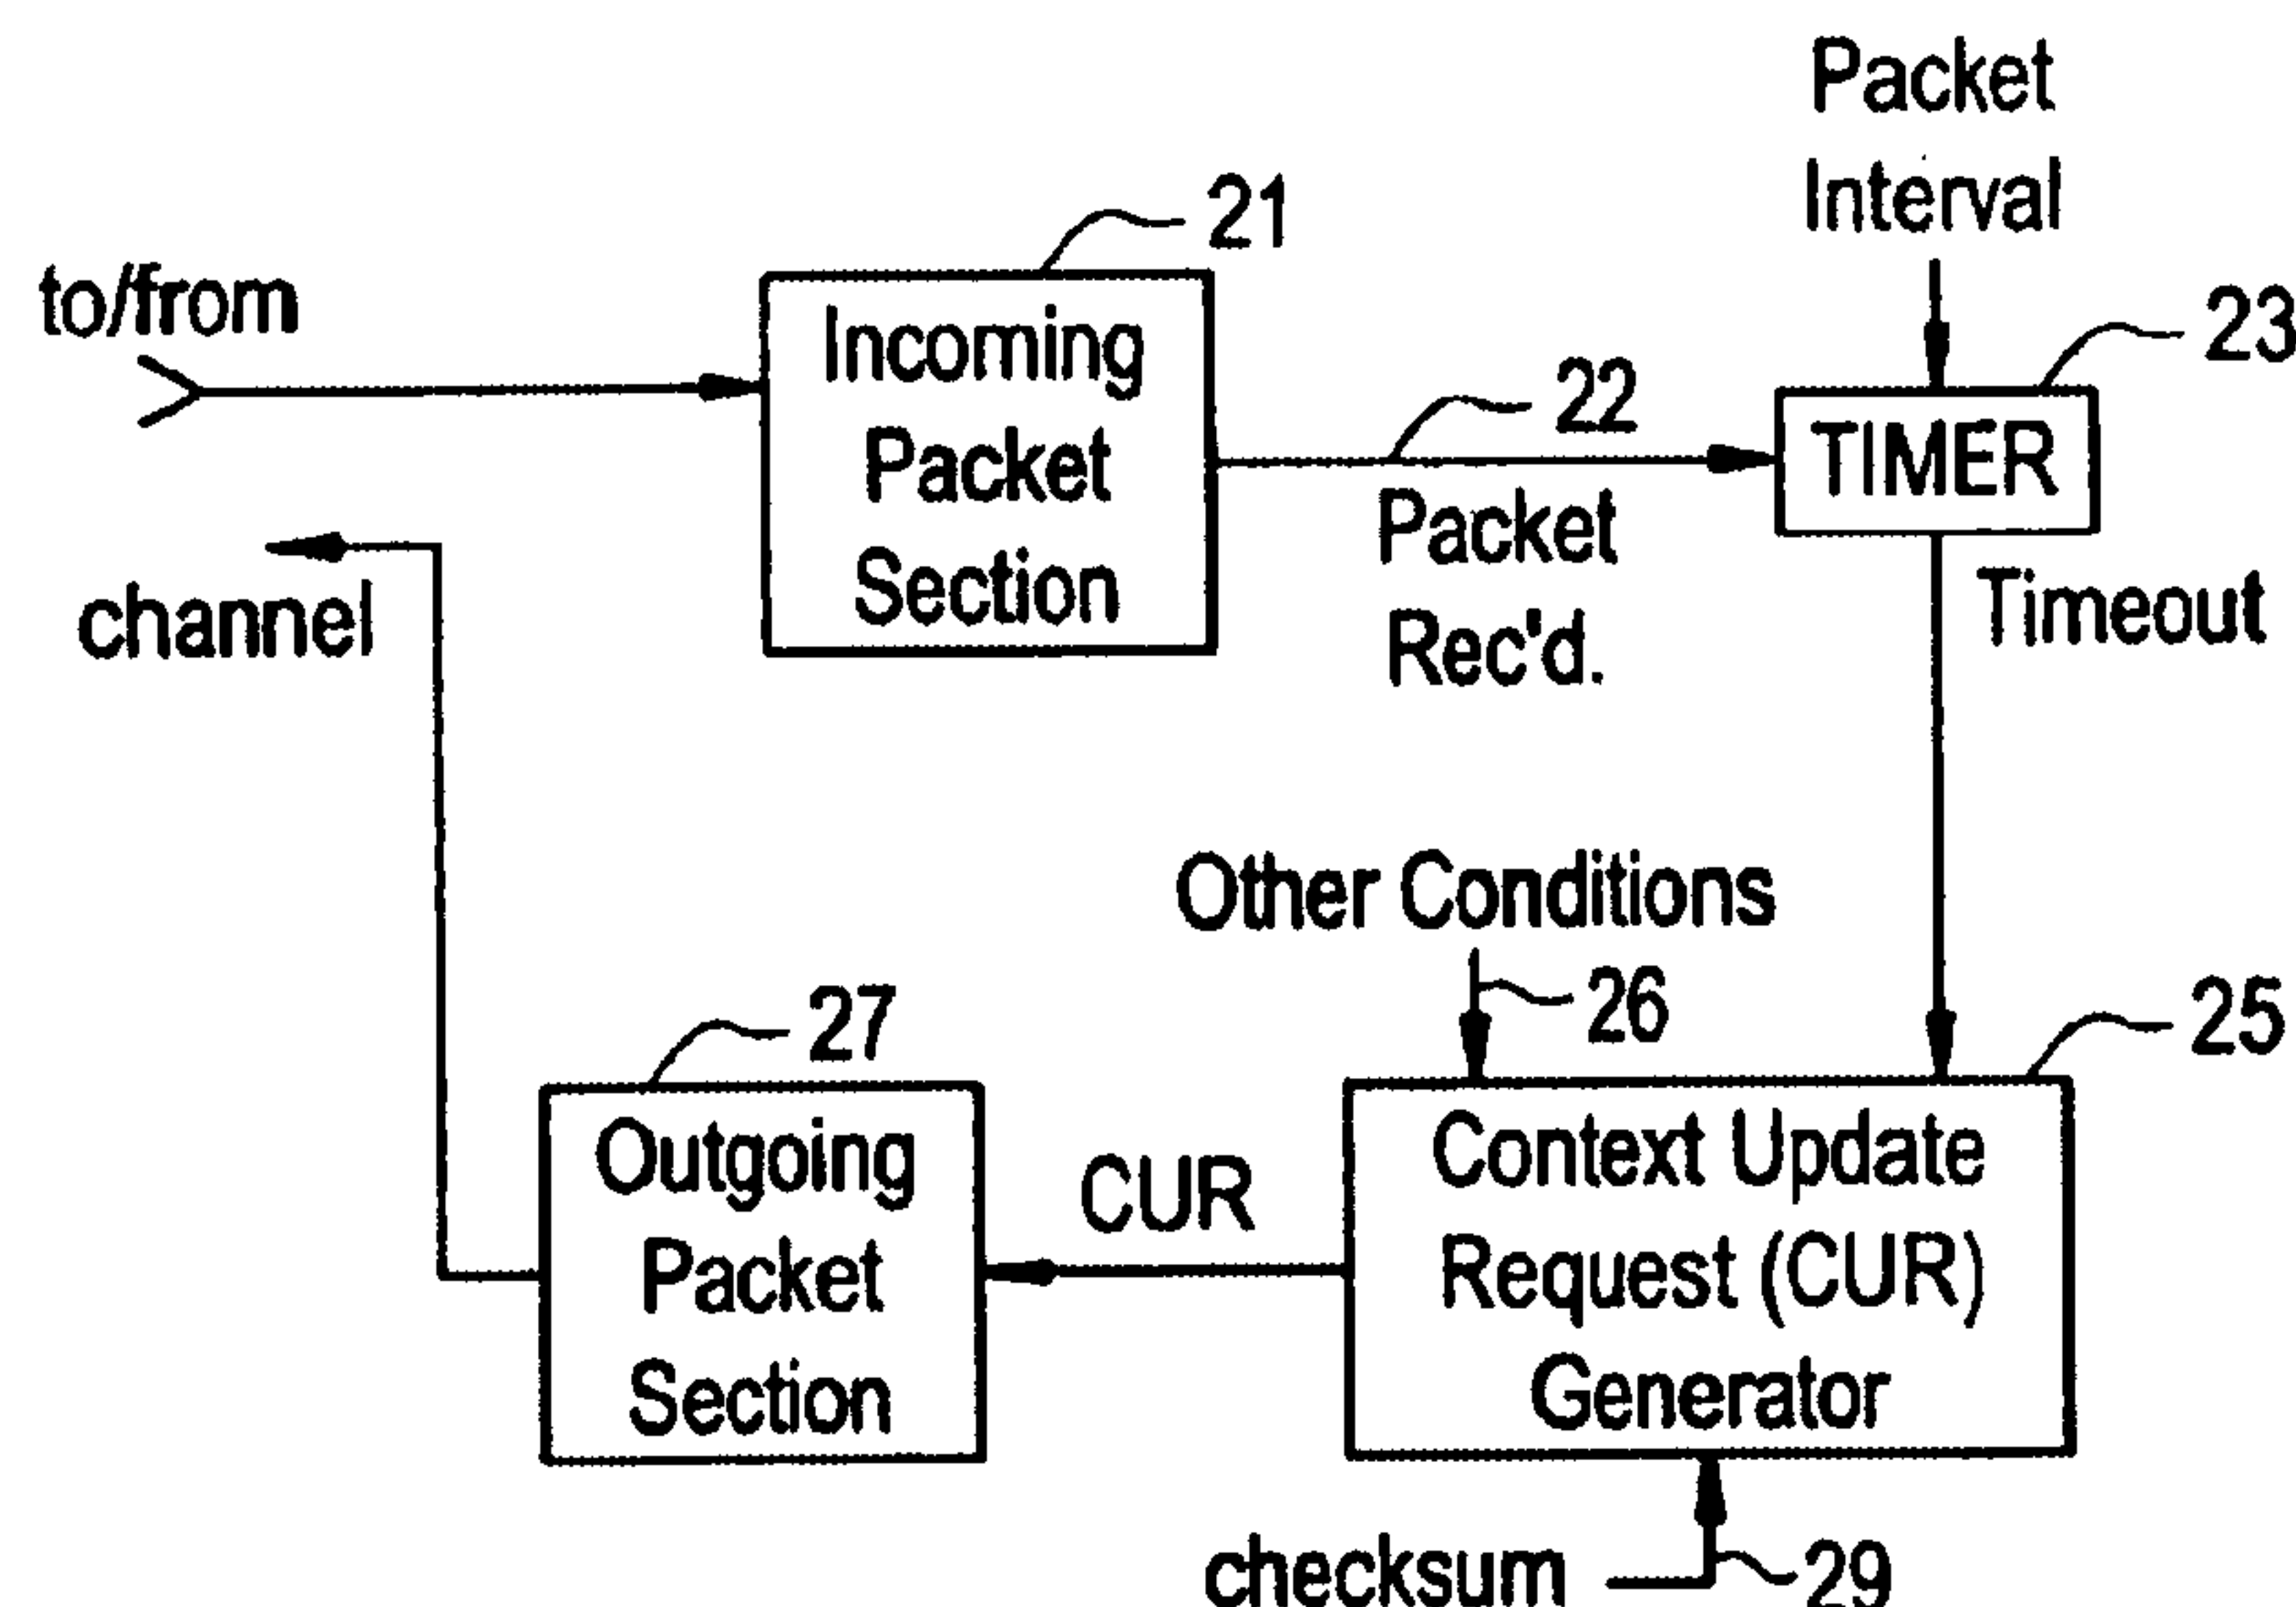 Packet
Interval
21
to/from
23
Incoming
Packet
Section
22
TIMER
Packet
Rec'd.
channel
Timeout
Other Conditions
26
27
25
Outgoing
Packet
Section
CUR
Context Update
Request (CUR)
Generator
checksum
29